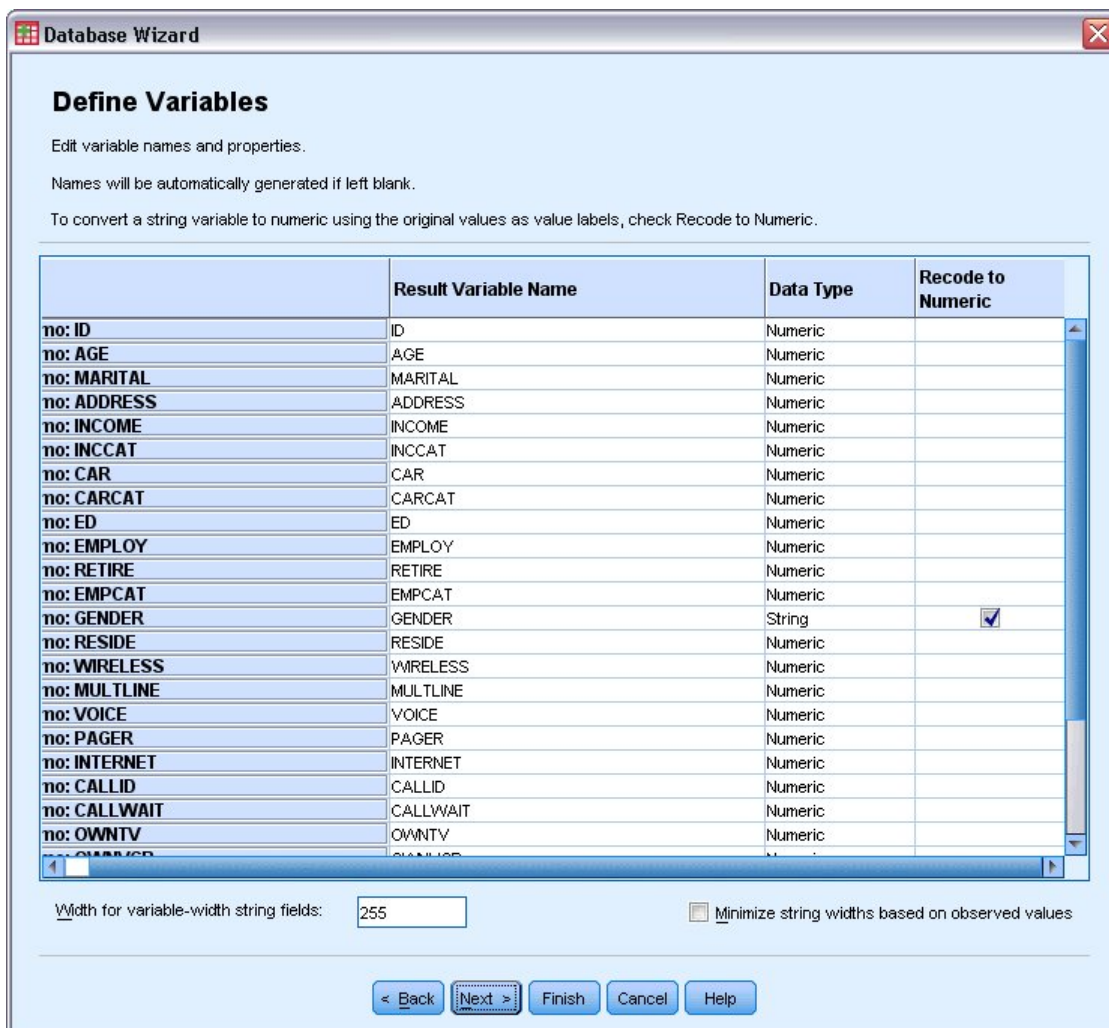 Database Wizard
Define Variables
Edit variable names and properties.
Names will be automatically generated if left blank.
To convert a string variable to numeric using the original values as value labels, check Recode to Numeric.
Result Variable Name Data Type Recode to Numeric
no: ID ID Numeric
no: AGE AGE Numeric
no: MARITAL MARITAL Numeric
no: ADDRESS ADDRESS Numeric
no: INCOME INCOME Numeric
no: INCCAT INCCAT Numeric
no: CAR CAR Numeric
no: CARCAT CARCAT Numeric
no: ED ED Numeric
no: EMPLOY EMPLOY Numeric
no: RETIRE RETIRE Numeric
no: EMPCAT EMPCAT Numeric
no: GENDER GENDER String
no: RESIDE RESIDE Numeric
no: WIRELESS WIRELESS Numeric
no: MULTLINE MULTLINE Numeric
no: VOICE VOICE Numeric
no: PAGER PAGER Numeric
no: INTERNET INTERNET Numeric
no: CALLID CALLID Numeric
no: CALLWAIT CALLWAIT Numeric
no: OWNTV OWNTV Numeric
Width for variable-width string fields: 255 Minimize string widths based on observed values
< Back Next > Finish Cancel Help